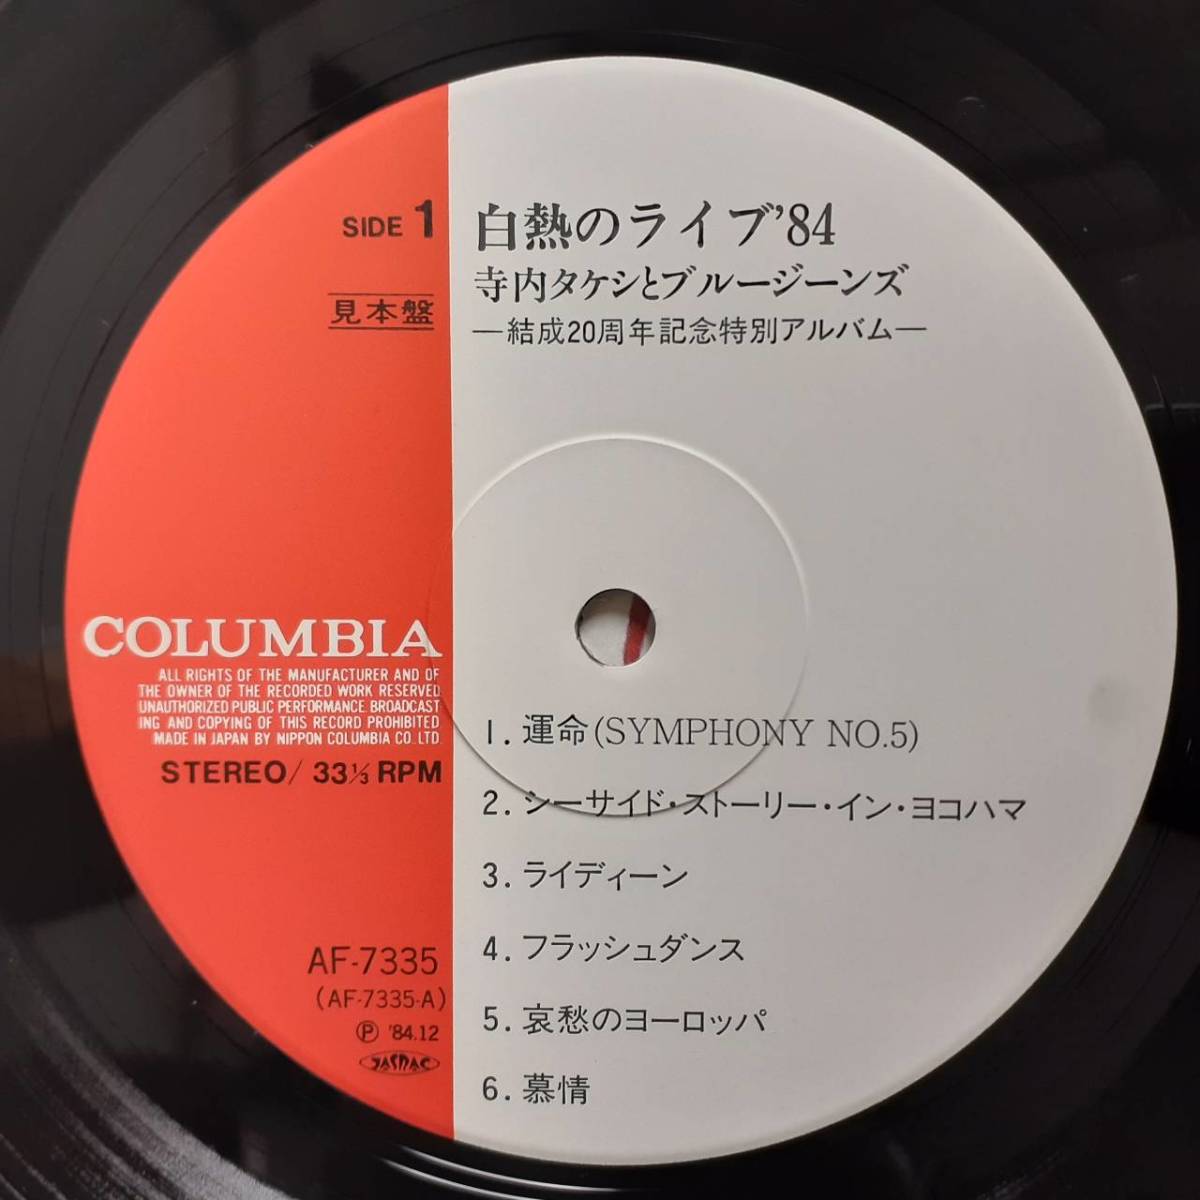 SIDE 1
見本盤
白熱のライブ'84
寺内タケシとブルージーンズ
—結成20周年記念特別アルバム—
COLUMBIA
ALL RIGHTS OF THE MANUFACTURER AND OF
THE OWNER OF THE RECORDED WORK RESERVED
UNAUTHORIZED PUBLIC PERFORMANCE BROADCAST
ING AND COPYING OF THIS RECORD PROHIBITED
MADE IN JAPAN BY NIPPON COLUMBIA CO. LTD.
STEREO/ 33⅓ RPM
AF-7335
(AF-7335-A)
Ⓟ '84.12
JASRAC
1. 運命(SYMPHONY NO.5)
2. シーサイド・ストーリー・イン・ヨコハマ
3. ライディーン
4. フラッシュダンス
5. 哀愁のヨーロッパ
6. 慕情